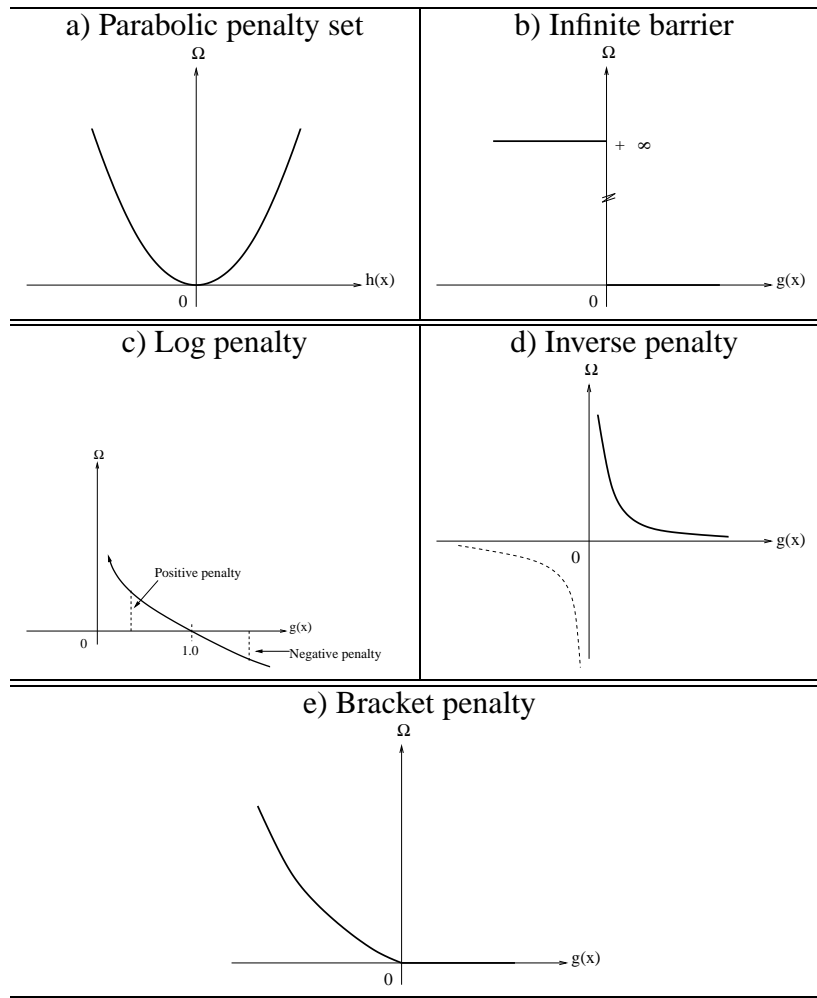 a) Parabolic penalty set
Ω
h(x)
0
b) Infinite barrier
Ω
+ ∞
g(x)
0
c) Log penalty
Ω
Positive penalty
g(x)
0
1.0
Negative penalty
d) Inverse penalty
Ω
g(x)
0
e) Bracket penalty
Ω
g(x)
0